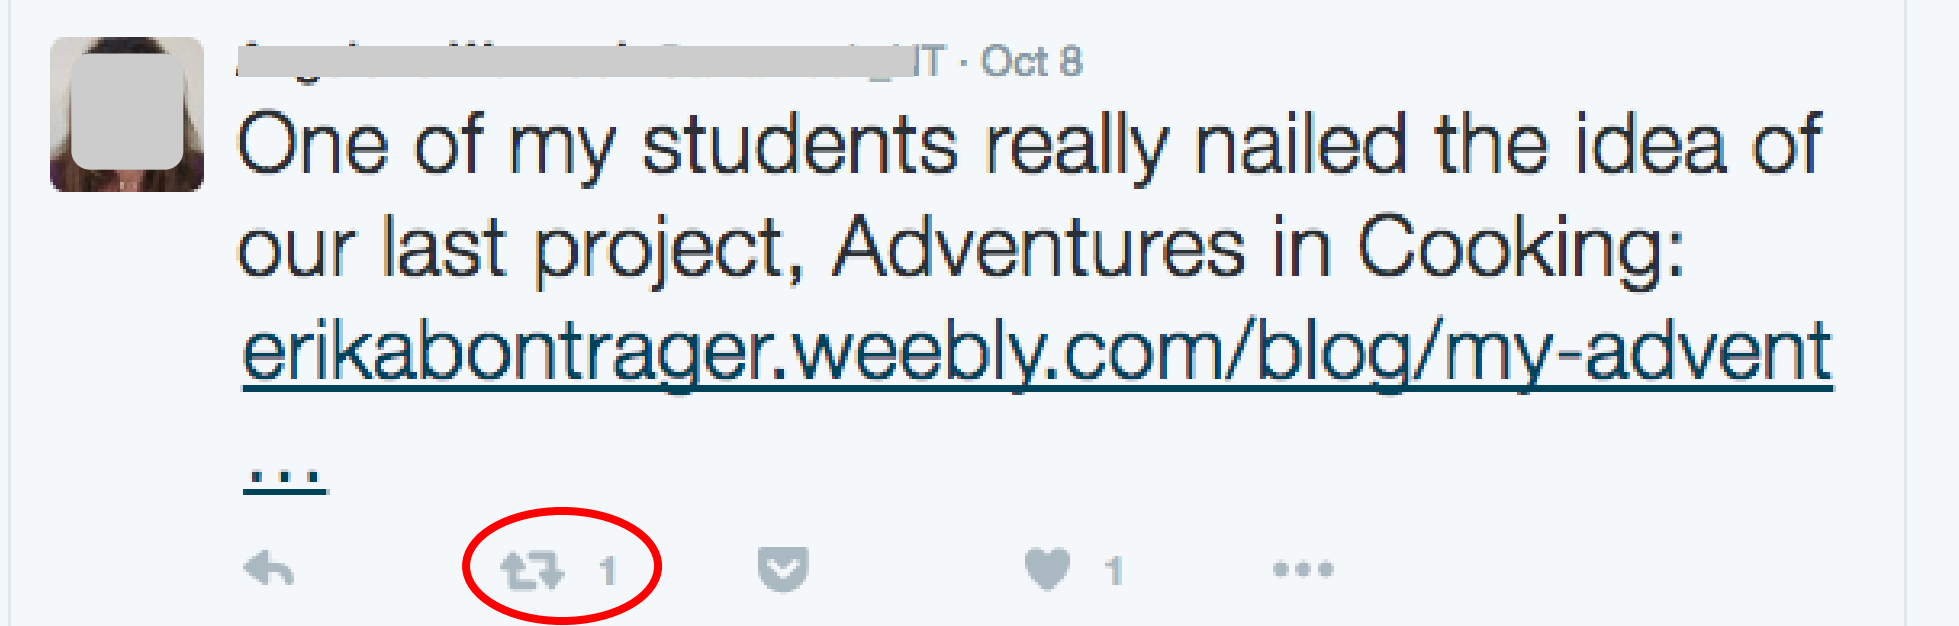 · Oct 8
One of my students really nailed the idea of
our last project, Adventures in Cooking:
erikabontrager.weebly.com/blog/my-advent
...
1 1